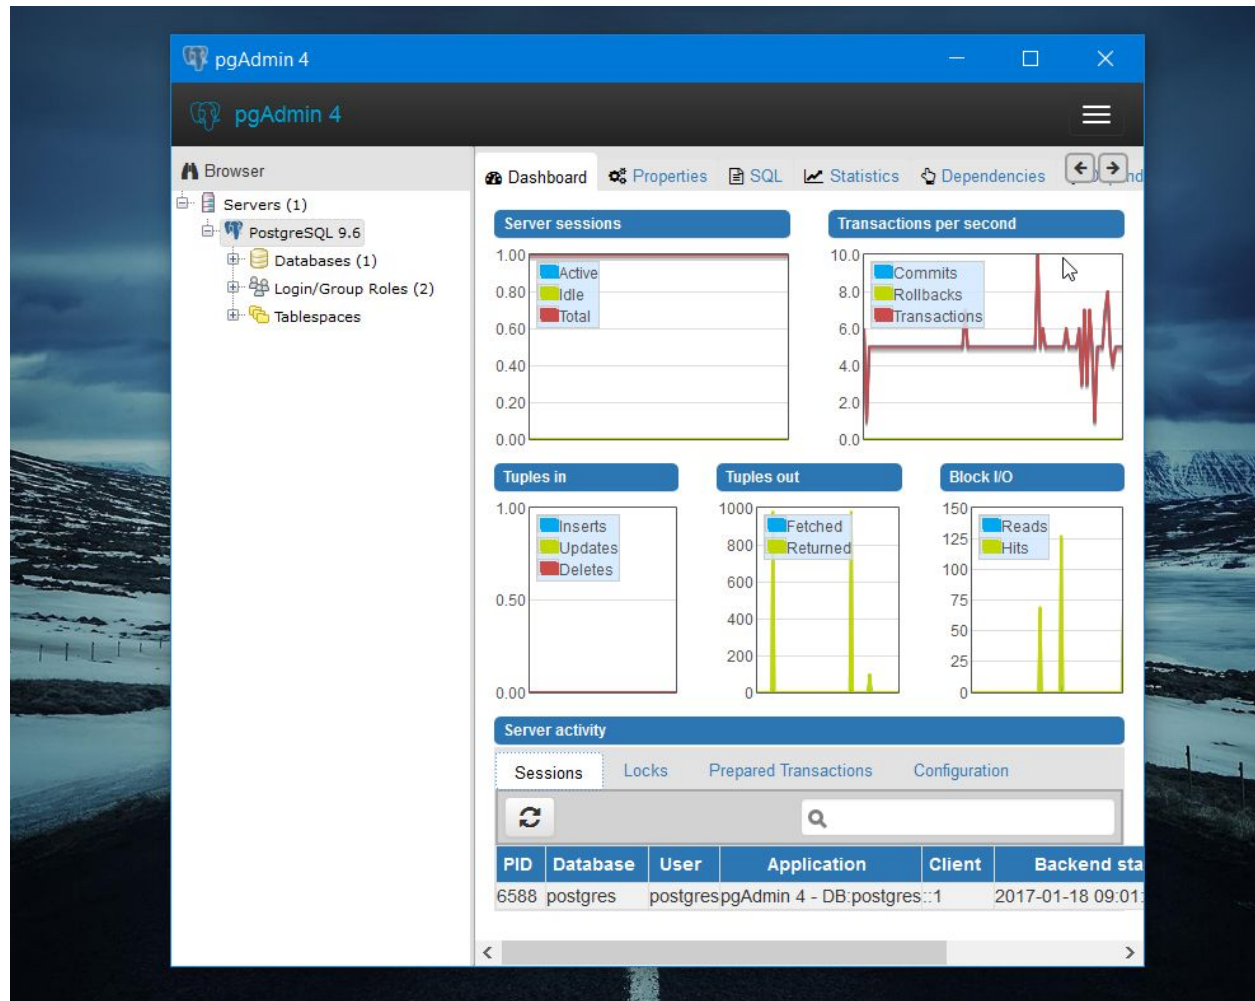 pgAdmin 4
pgAdmin 4
Browser
Servers (1)
PostgreSQL 9.6
Databases (1)
Login/Group Roles (2)
Tablespaces
Dashboard Properties SQL Statistics Dependencies
Server sessions
1.00
0.80
0.60
0.40
0.20
0.00
Active
Idle
Total
Transactions per second
10.0
8.0
6.0
4.0
2.0
0.0
Commits
Rollbacks
Transactions
Tuples in
1.00
0.50
0.00
Inserts
Updates
Deletes
Tuples out
1000
800
600
400
200
0
Fetched
Returned
Block I/O
150
125
100
75
50
25
0
Reads
Hits
Server activity
Sessions Locks Prepared Transactions Configuration
PID Database User Application Client Backend sta
6588 postgres postgres pgAdmin 4 - DB:postgres ::1 2017-01-18 09:01: